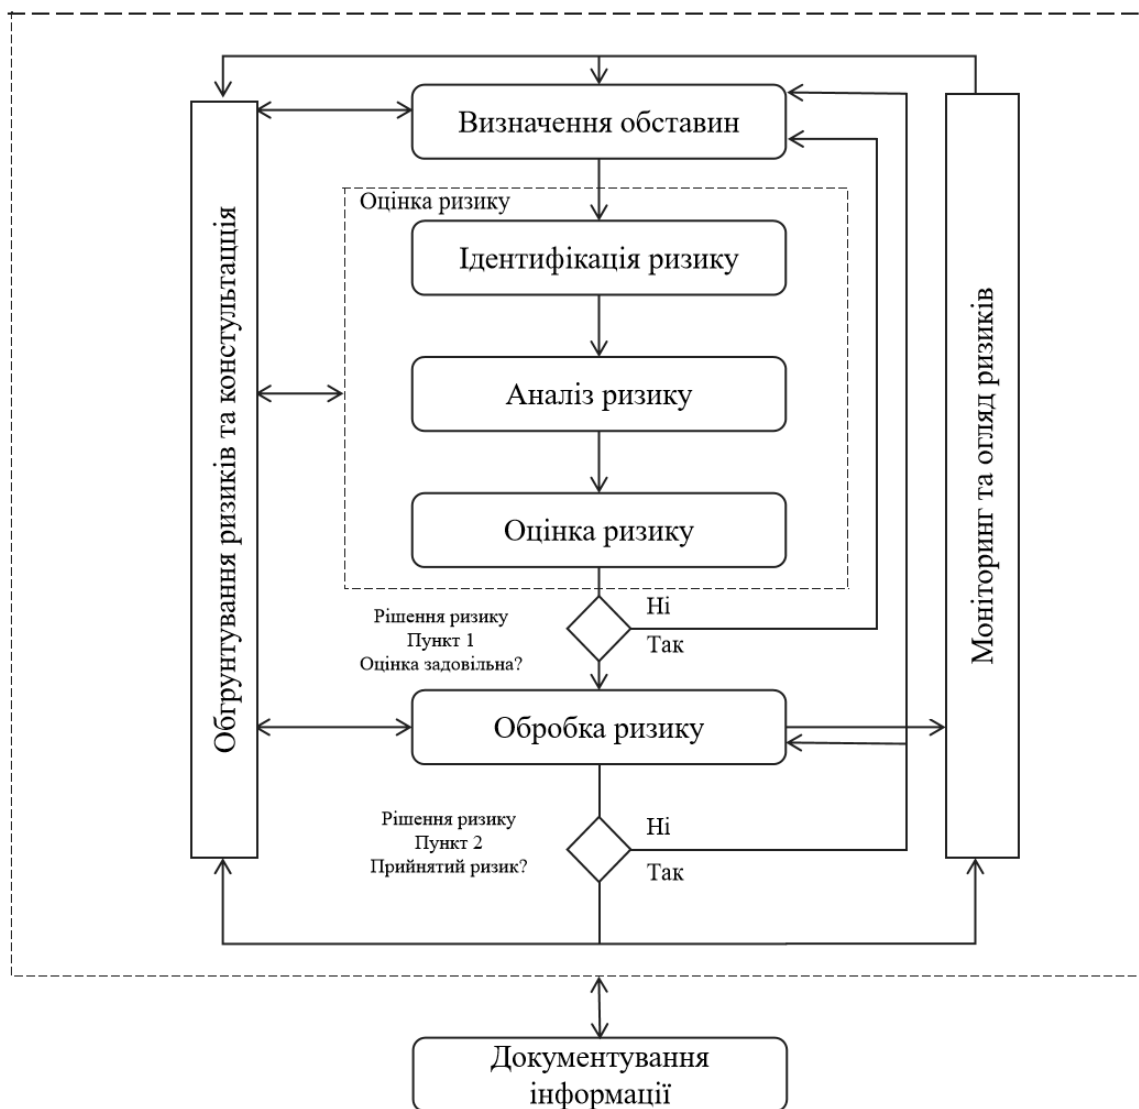 Визначення обставин
Оцінка ризику
Ідентифікація ризику
Аналіз ризику
Оцінка ризику
Рішення ризику
Пункт 1
Оцінка задовільна?
Ні
Так
Обробка ризику
Рішення ризику
Пункт 2
Прийнятий ризик?
Ні
Так
Обгрунтування ризиків та констультацція
Моніторинг та огляд ризиків
Документування
інформації